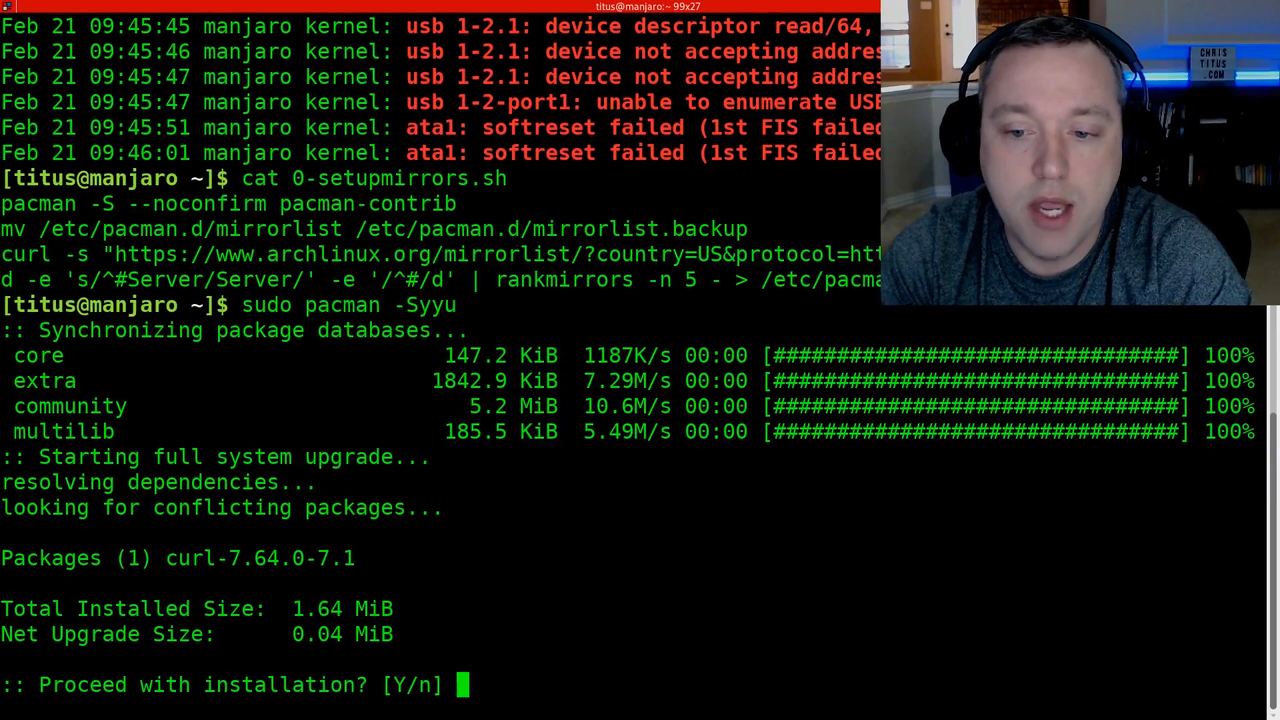 titus@manjaro:~ 99x27
Feb 21 09:45:45 manjaro kernel: usb 1-2.1: device descriptor read/64,
Feb 21 09:45:46 manjaro kernel: usb 1-2.1: device not accepting addres
Feb 21 09:45:47 manjaro kernel: usb 1-2.1: device not accepting addres
Feb 21 09:45:47 manjaro kernel: usb 1-2-port1: unable to enumerate USB
Feb 21 09:45:51 manjaro kernel: ata1: softreset failed (1st FIS failed
Feb 21 09:46:01 manjaro kernel: ata1: softreset failed (1st FIS failed
[titus@manjaro ~]$ cat 0-setupmirrors.sh
pacman -S --noconfirm pacman-contrib
mv /etc/pacman.d/mirrorlist /etc/pacman.d/mirrorlist.backup
curl -s "https://www.archlinux.org/mirrorlist/?country=US&protocol=htt
d -e 's/^#Server/Server/' -e '/^#/d' | rankmirrors -n 5 - > /etc/pacma
[titus@manjaro ~]$ sudo pacman -Syyu
:: Synchronizing package databases...
core 147.2 KiB 1187K/s 00:00 [################################] 100%
extra 1842.9 KiB 7.29M/s 00:00 [################################] 100%
community 5.2 MiB 10.6M/s 00:00 [################################] 100%
multilib 185.5 KiB 5.49M/s 00:00 [################################] 100%
:: Starting full system upgrade...
resolving dependencies...
looking for conflicting packages...
Packages (1) curl-7.64.0-7.1
Total Installed Size: 1.64 MiB
Net Upgrade Size: 0.04 MiB
:: Proceed with installation? [Y/n]
CHRIS
TITUS
.COM